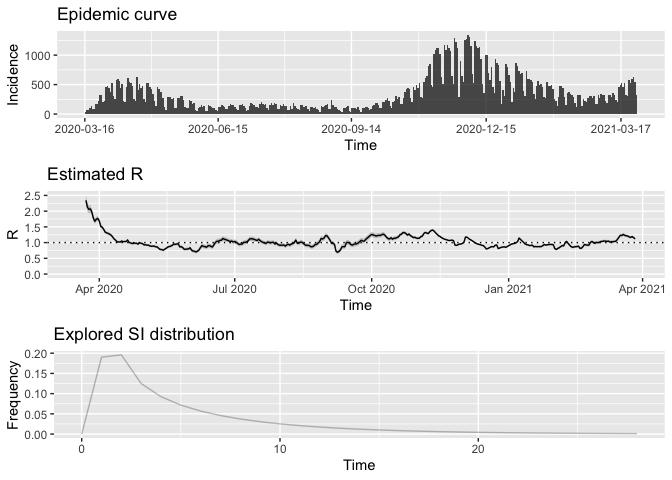 Epidemic curve
Incidence
1000
500
0
2020-03-16 2020-06-15 2020-09-14 2020-12-15 2021-03-17
Time
Estimated R
R
2.5
2.0
1.5
1.0
0.5
0.0
Apr 2020 Jul 2020 Oct 2020 Jan 2021 Apr 2021
Time
Explored SI distribution
Frequency
0.20
0.15
0.10
0.05
0.00
0 10 20
Time